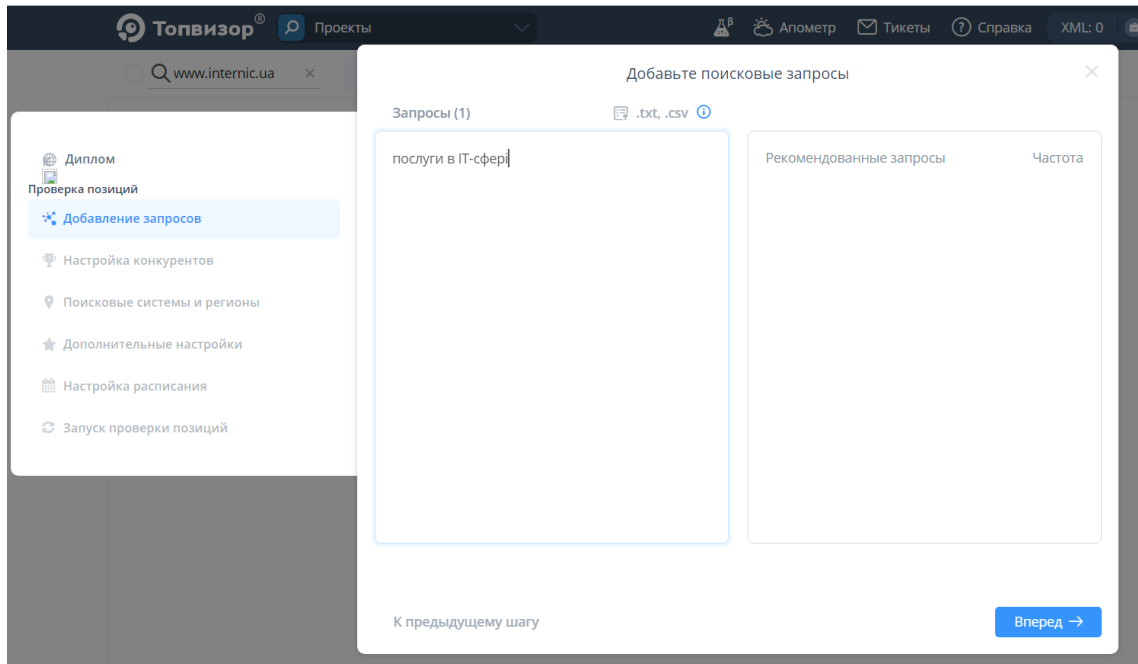 Топвизор®
Проекты
β
Апометр
Тикеты
Справка
XML: 0
www.internic.ua
Добавьте поисковые запросы
Запросы (1)
.txt, .csv
послуги в ІТ-сфері
Рекомендованные запросы
Частота
Диплом
Проверка позиций
Добавление запросов
Настройка конкурентов
Поисковые системы и регионы
Дополнительные настройки
Настройка расписания
Запуск проверки позиций
К предыдущему шагу
Вперед →